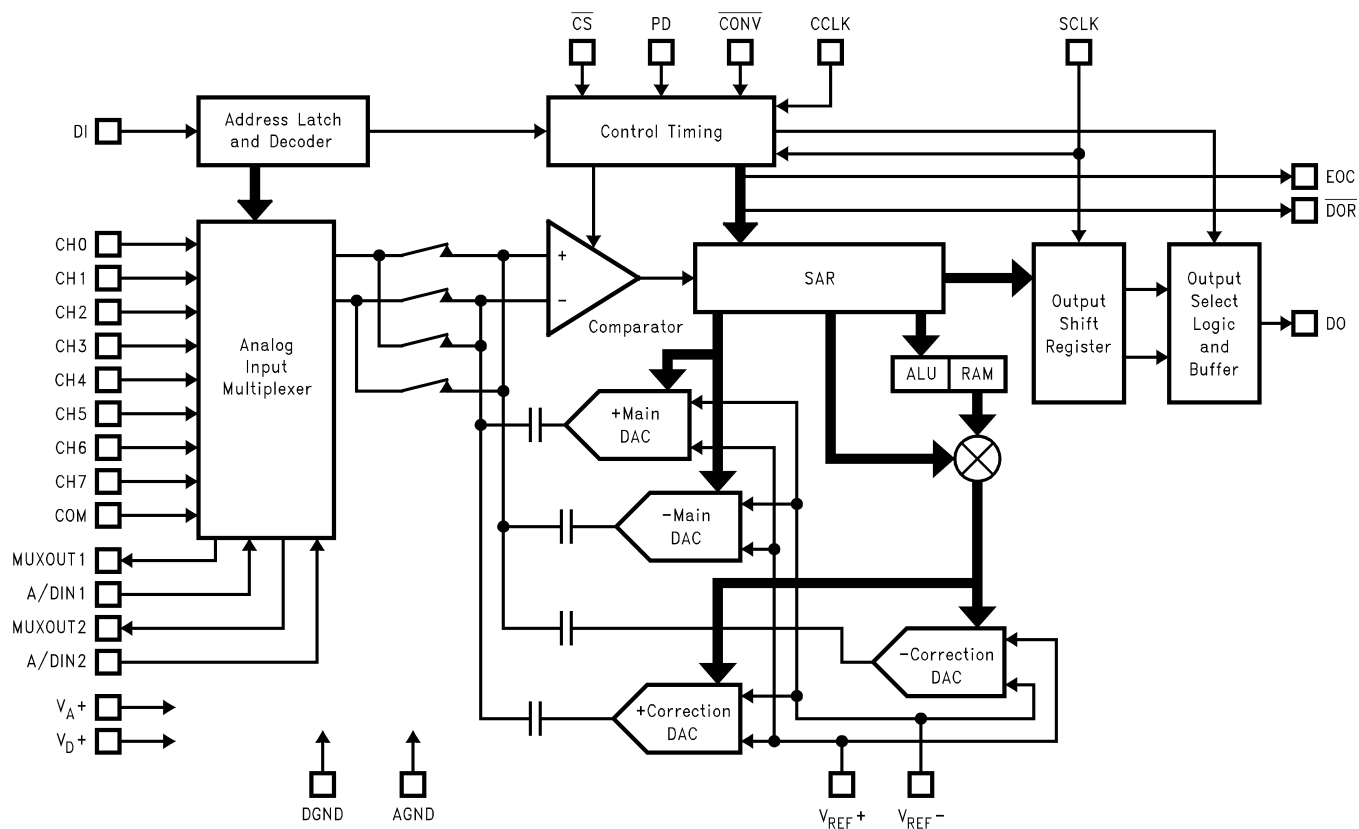 CS PD CONV CCLK SCLK
DI
Address Latch
and Decoder
Control Timing
EOC
DOR
CH0
CH1
CH2
CH3
CH4
CH5
CH6
CH7
COM
MUXOUT1
A/DIN1
MUXOUT2
A/DIN2
VA+
VD+
Analog
Input
Multiplexer
+
−
Comparator
SAR
Output
Shift
Register
Output
Select
Logic
and
Buffer
DO
ALU RAM
+Main
DAC
−Main
DAC
−Correction
DAC
+Correction
DAC
DGND AGND VREF+ VREF−